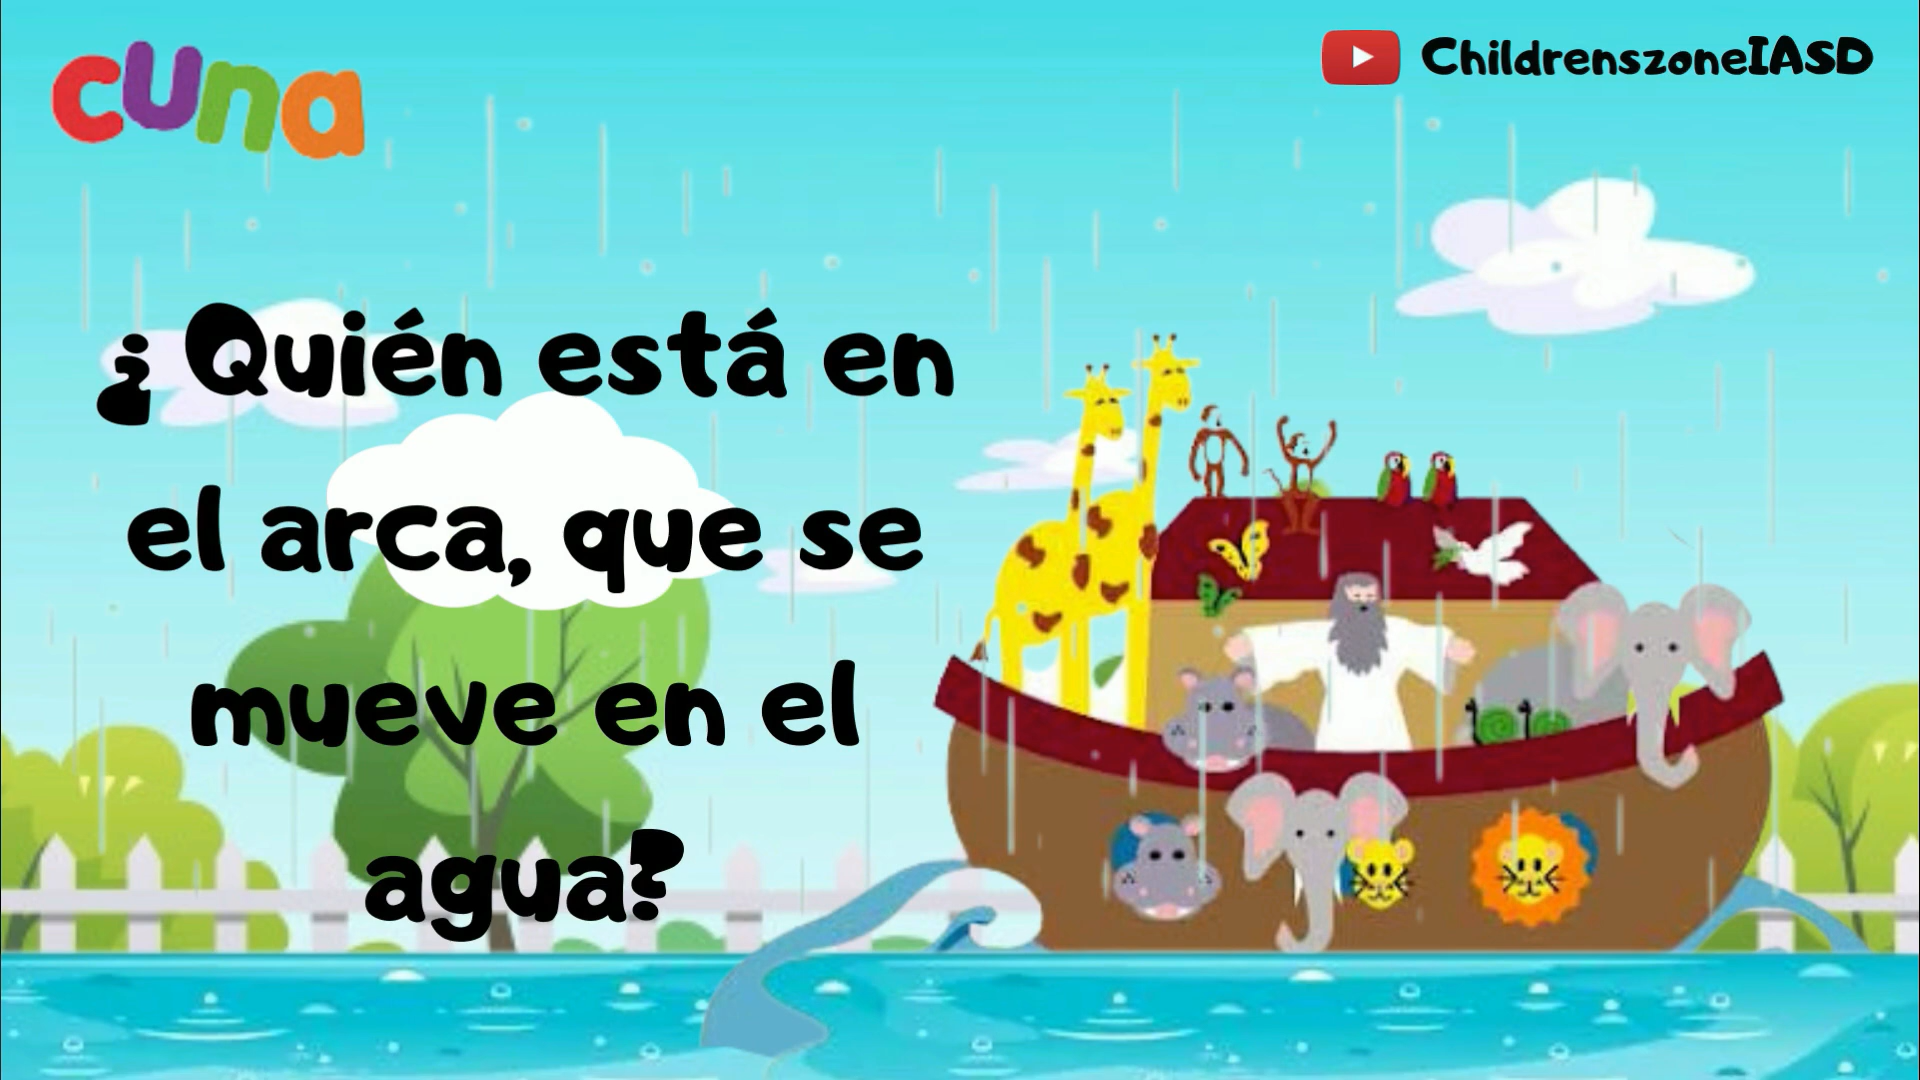 cuna
ChildrenszoneIASD
¿Quién está en
el arca, que se
mueve en el
agua?